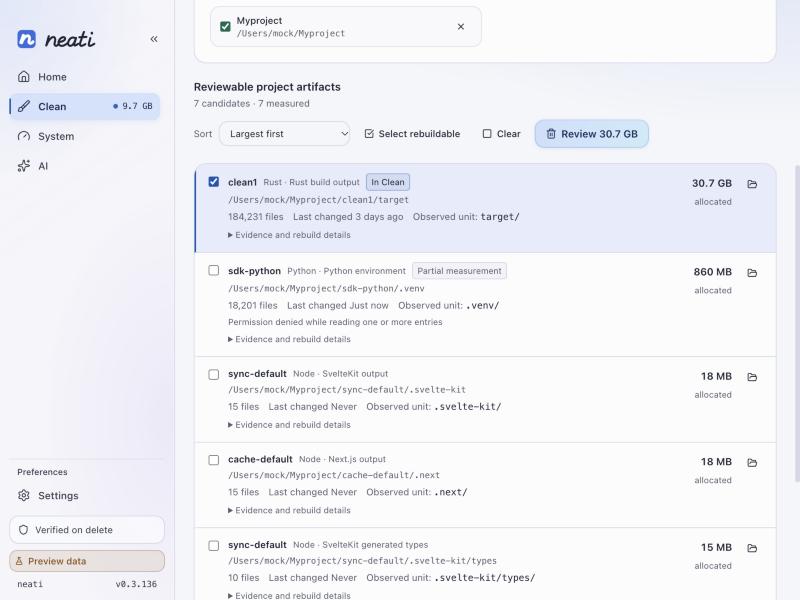 neati
Home
Clean
9.7 GB
System
AI
Preferences
Settings
Verified on delete
Preview data
neati v0.3.136
Myproject
/Users/mock/Myproject
Reviewable project artifacts
7 candidates · 7 measured
Sort Largest first Select rebuildable Clear Review 30.7 GB
clean1 Rust · Rust build output In Clean 30.7 GB
/Users/mock/Myproject/clean1/target allocated
184,231 files Last changed 3 days ago Observed unit: target/
Evidence and rebuild details
sdk-python Python · Python environment Partial measurement 860 MB
/Users/mock/Myproject/sdk-python/.venv allocated
18,201 files Last changed Just now Observed unit: .venv/
Permission denied while reading one or more entries
Evidence and rebuild details
sync-default Node · SvelteKit output 18 MB
/Users/mock/Myproject/sync-default/.svelte-kit allocated
15 files Last changed Never Observed unit: .svelte-kit/
Evidence and rebuild details
cache-default Node · Next.js output 18 MB
/Users/mock/Myproject/cache-default/.next allocated
15 files Last changed Never Observed unit: .next/
Evidence and rebuild details
sync-default Node · SvelteKit generated types 15 MB
/Users/mock/Myproject/sync-default/.svelte-kit/types allocated
10 files Last changed Never Observed unit: .svelte-kit/types/
Evidence and rebuild details